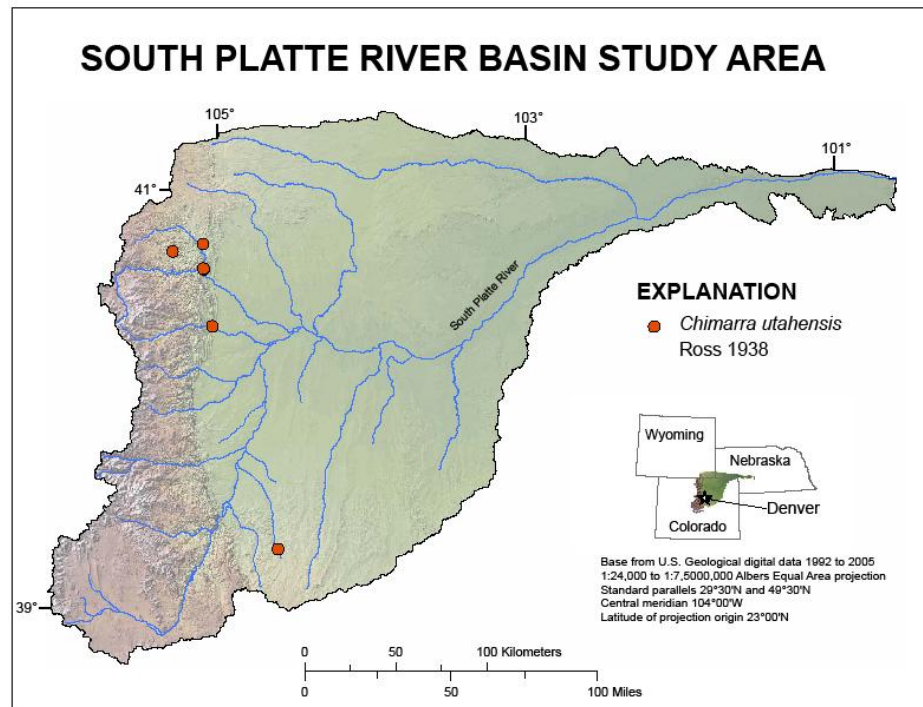 SOUTH PLATTE RIVER BASIN STUDY AREA
105°
103°
101°
41°
South Platte River
EXPLANATION
Chimarra utahensis
Ross 1938
Wyoming
Nebraska
Denver
Colorado
Base from U.S. Geological digital data 1992 to 2005
1:24,000 to 1:7,5000,000 Albers Equal Area projection
Standard parallels 29°30'N and 49°30'N
Central meridian 104°00'W
Latitude of projection origin 23°00'N
39°
0 50 100 Kilometers
0 50 100 Miles